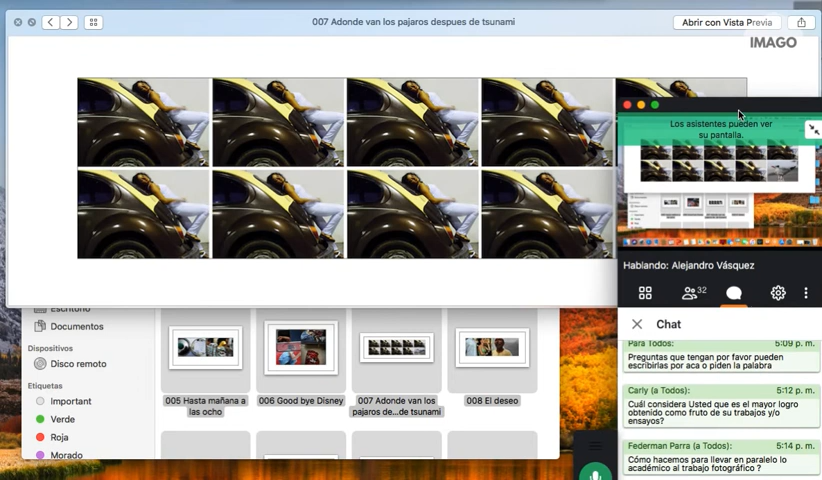 007 Adonde van los pajaros despues de tsunami
Abrir con Vista Previa
IMAGO
Los asistentes pueden ver
su pantalla.
Hablando: Alejandro Vásquez
32
Chat
Para Todos:
5:09 p. m.
Preguntas que tengan por favor pueden
escribirlas por aca o piden la palabra
Carly (a Todos):
5:12 p. m.
Cuál considera Usted que es el mayor logro
obtenido como fruto de su trabajos y/o
ensayos?
Federman Parra (a Todos):
5:14 p. m.
Cómo hacemos para llevar en paralelo lo
académico al trabajo fotográfico ?
Escritorio
Documentos
Dispositivos
Disco remoto
Etiquetas
Important
Verde
Roja
Morado
005 Hasta mañana a
las ocho
006 Good bye Disney
007 Adonde van los
pajaros de...de tsunami
008 El deseo